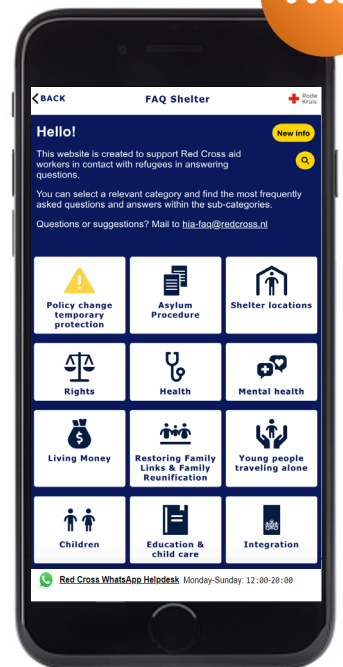 BACK
FAQ Shelter
Rode
Kruis
Hello!
New info
This website is created to support Red Cross aid
workers in contact with refugees in answering
questions.
You can select a relevant category and find the most frequently
asked questions and answers within the sub-
categories.
Questions or suggestions? Mail to hia-faq@redcross.nl
Policy change
temporary
protection
Asylum
Procedure
Shelter locations
Rights
Health
Mental health
Living Money
Restoring Family
Links & Family
Reunification
Young people
traveling alone
Children
Education &
child care
Integration
Red Cross WhatsApp Helpdesk Monday-Sunday: 12:00-20:00